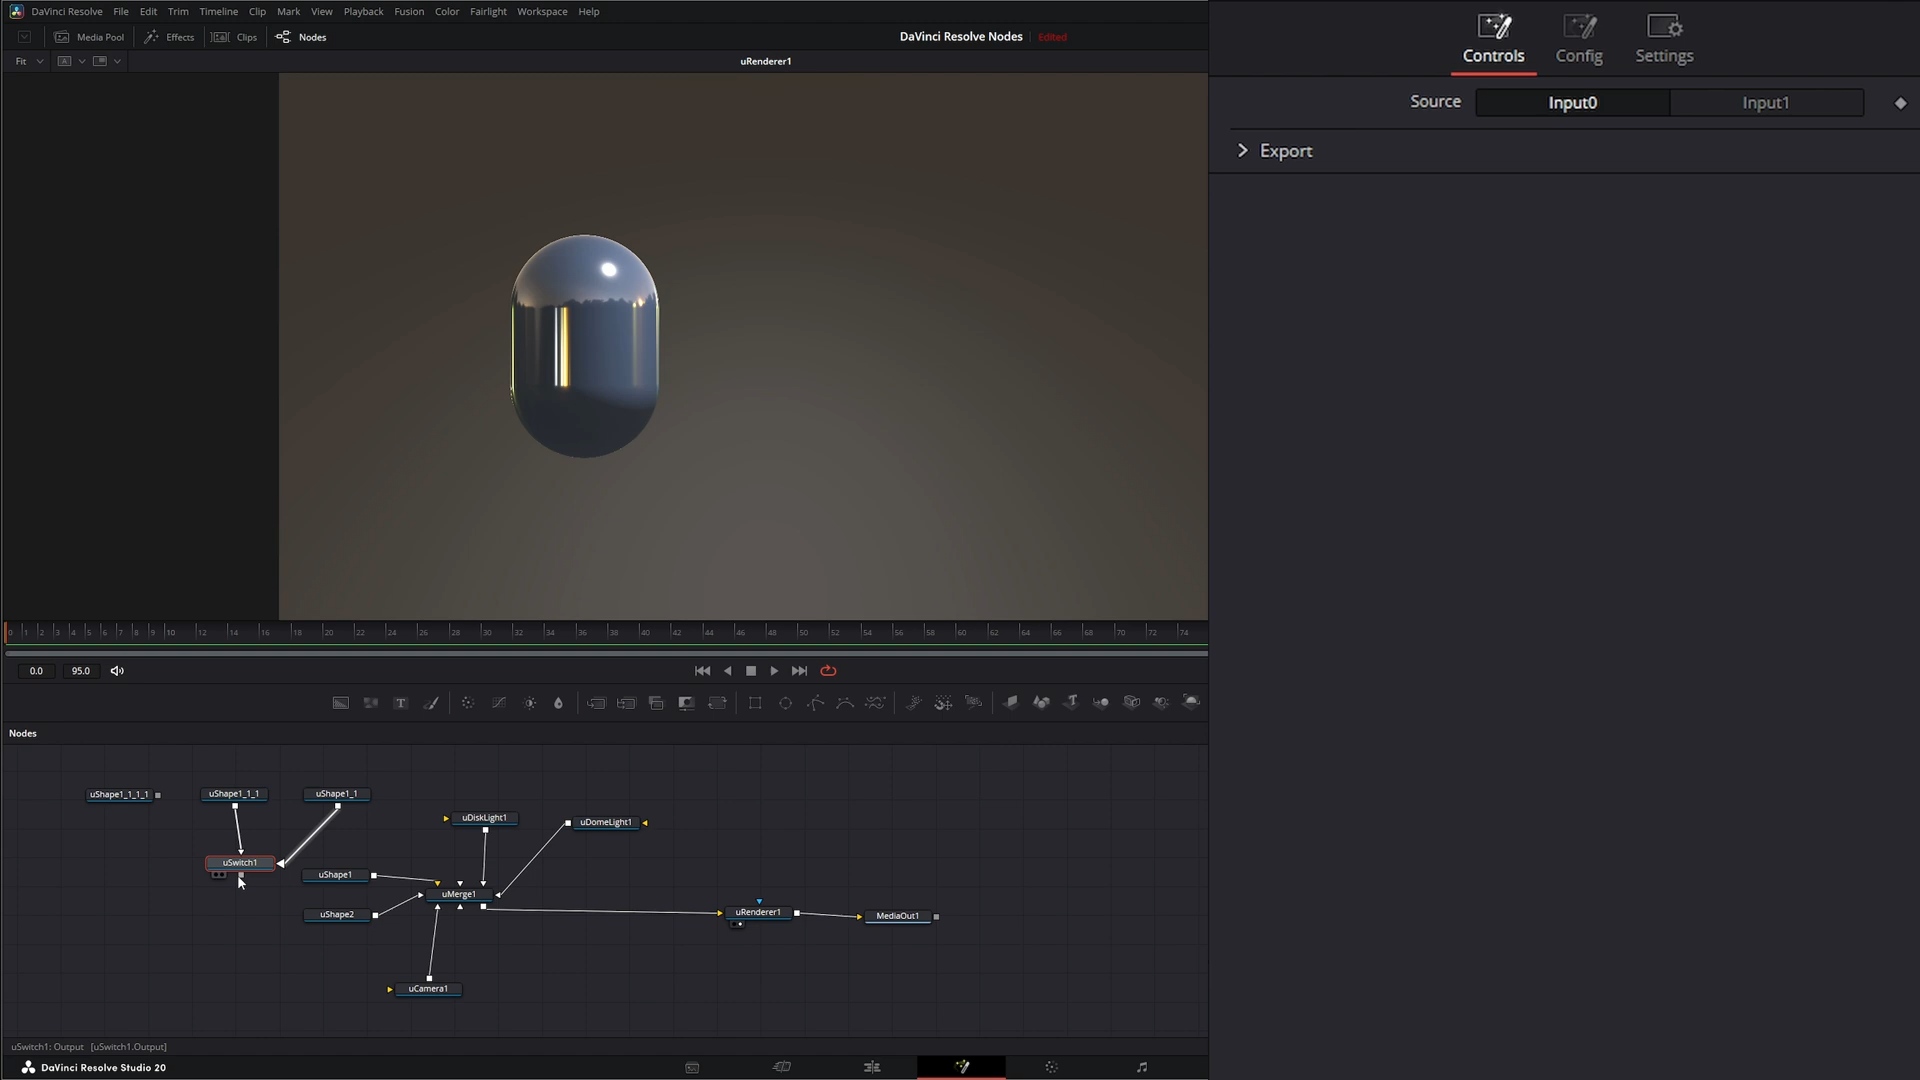 DaVinci Resolve File Edit Trim Timeline Clip Mark View Playback Fusion Color Fairlight Workspace Help
Media Pool Effects Clips Nodes DaVinci Resolve Nodes Edited
Fit A uRenderer1
Controls Config Settings
Source Input0 Input1
Export
0 1 2 3 4 5 6 7 8 9 10 12 14 16 18 20 22 24 26 28 30 32 34 36 38 40 42 44 46 48 50 52 54 56 58 60 62 64 66 68 70 72 74
0.0 95.0
Nodes
uShape1_1_1_1 uShape1_1_1 uShape1_1
uDiskLight1 uDomeLight1
uSwitch1
uShape1
uMerge1
uShape2 uRenderer1 MediaOut1
uCamera1
uSwitch1: Output [uSwitch1.Output]
DaVinci Resolve Studio 20